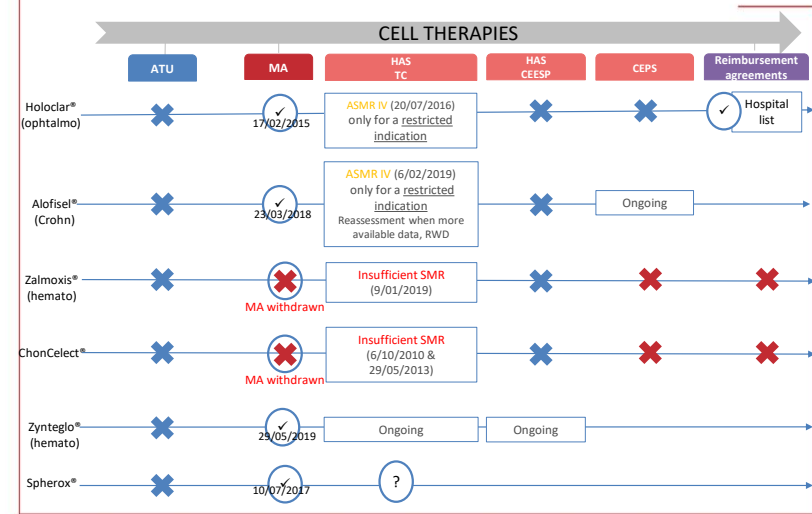 CELL THERAPIES
ATU
MA
HAS
TC
HAS
CEESP
CEPS
Reimbursement
agreements
Holoclar®
(ophtalmo)
✓
17/02/2015
ASMR IV (20/07/2016)
only for a restricted
indication
✓
Hospital
list
Alofisel®
(Crohn)
✓
23/03/2018
ASMR IV (6/02/2019)
only for a restricted
indication
Reassessment when more
available data, RWD
Ongoing
Zalmoxis®
(hemato)
MA withdrawn
Insufficient SMR
(9/01/2019)
ChonCelect®
MA withdrawn
Insufficient SMR
(6/10/2010 &
29/05/2013)
Zynteglo®
(hemato)
✓
29/05/2019
Ongoing
Ongoing
Spherox®
✓
10/07/2017
?